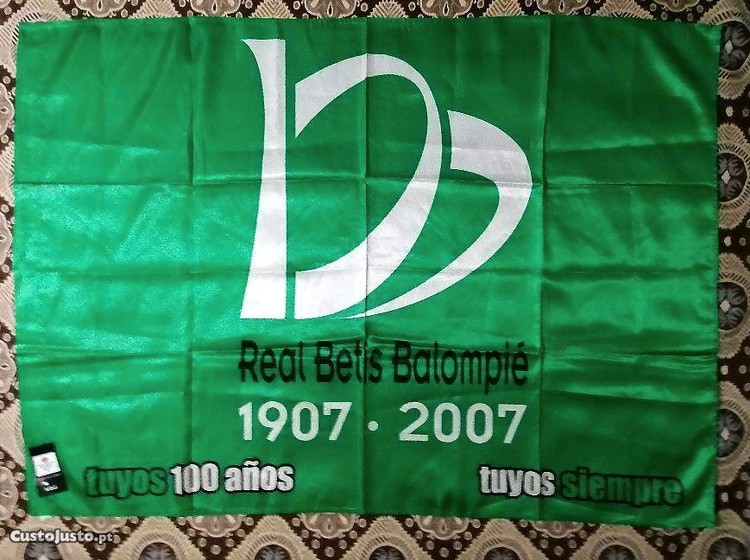 Real Betis Balompié
1907 · 2007
tuyos 100 años
tuyos siempre
CustoJusto.pt